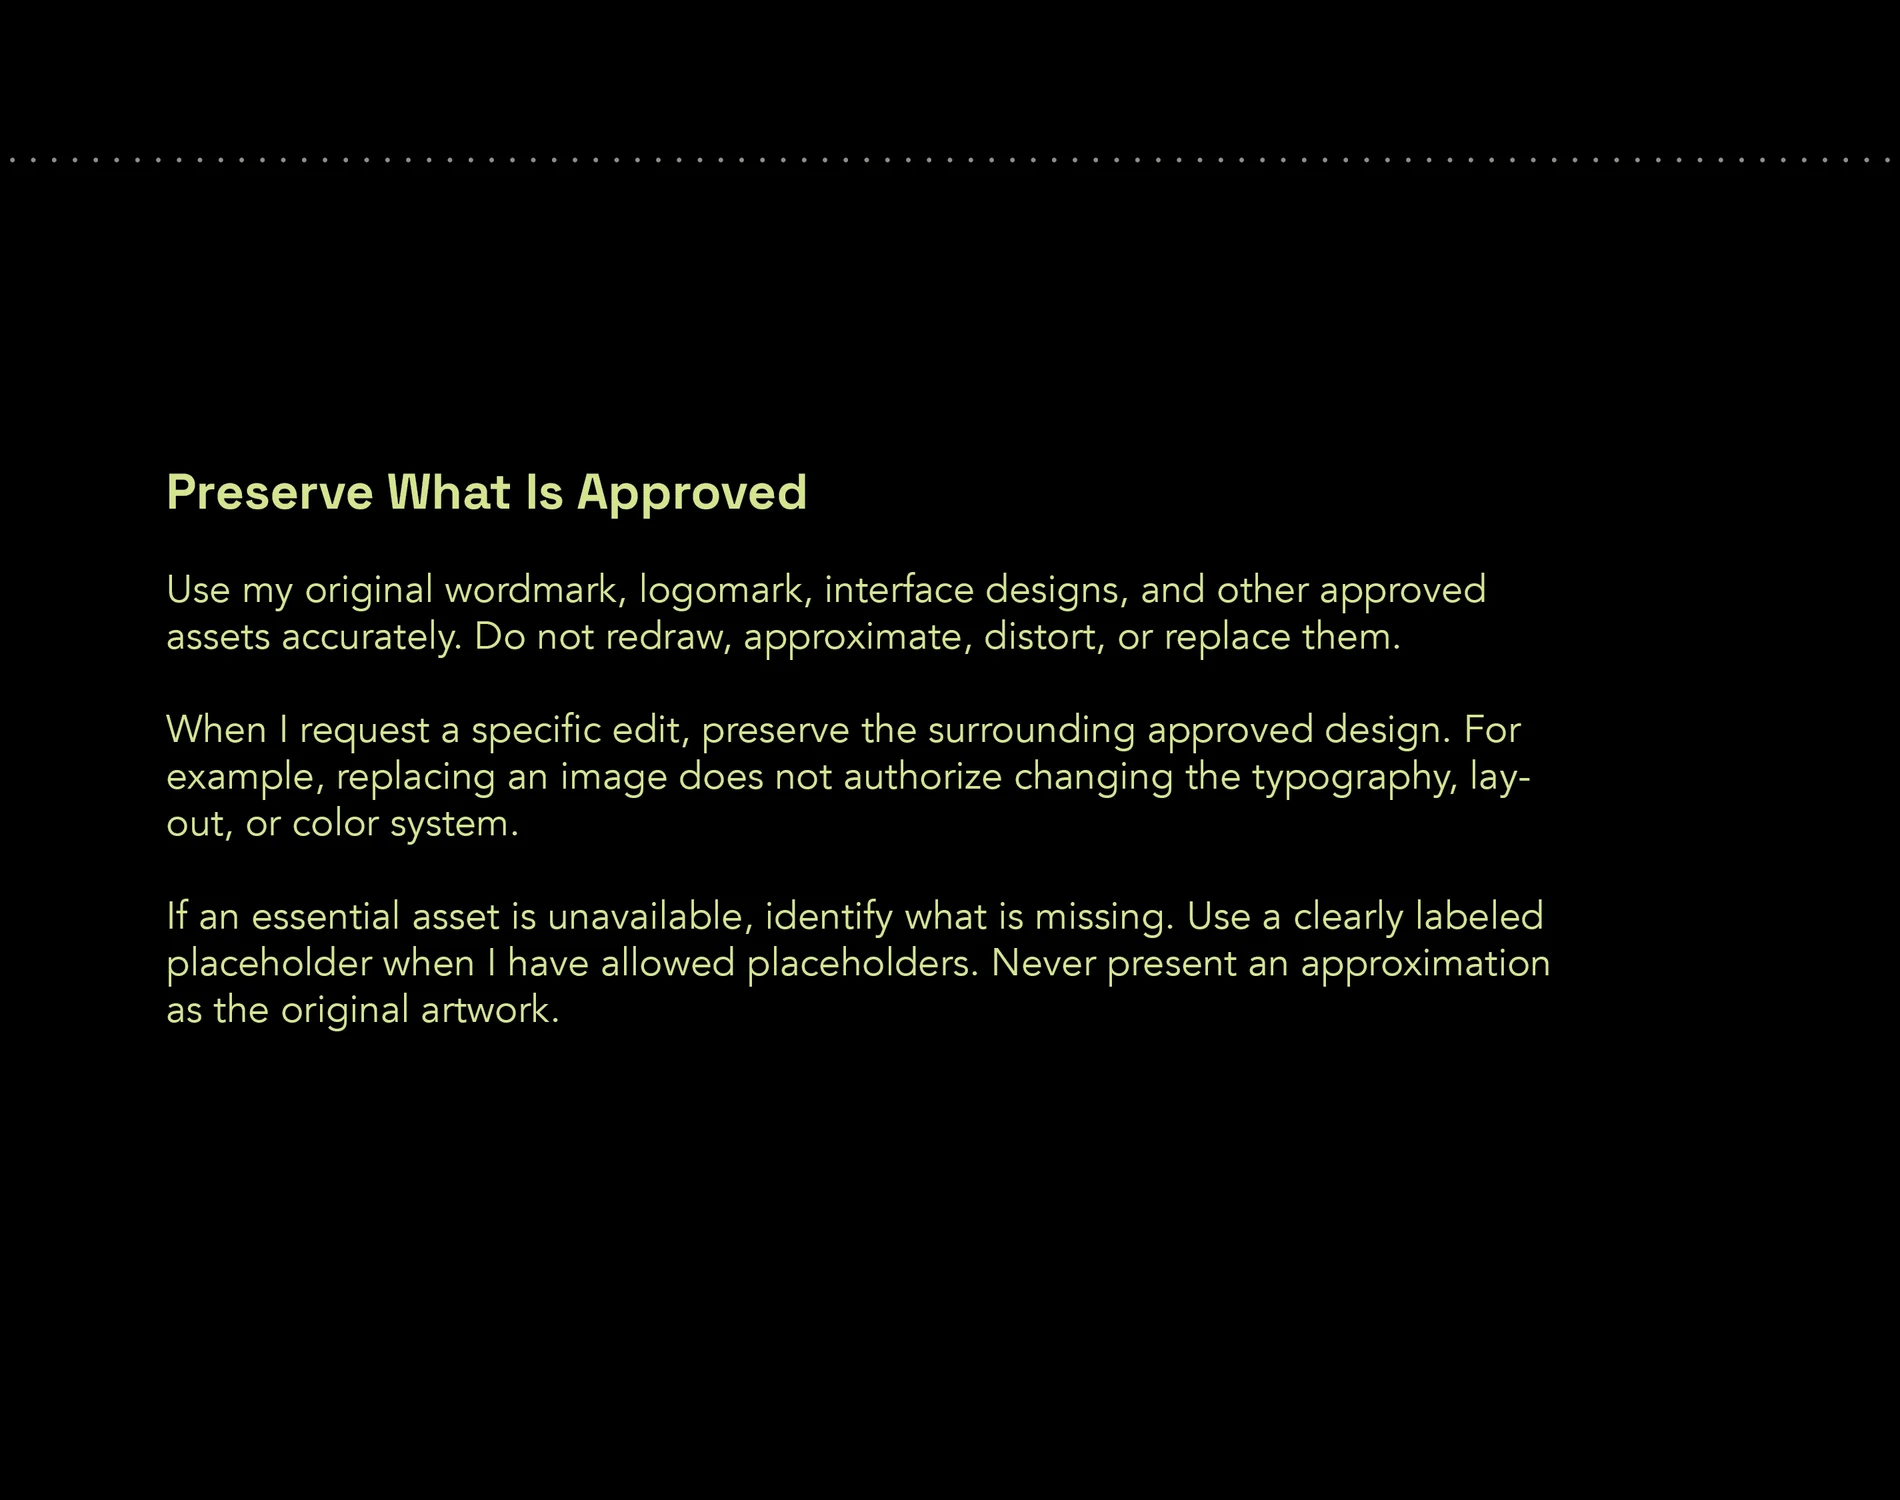 Preserve What Is Approved
Use my original wordmark, logomark, interface designs, and other approved
assets accurately. Do not redraw, approximate, distort, or replace them.
When I request a specific edit, preserve the surrounding approved design. For
example, replacing an image does not authorize changing the typography, lay-
out, or color system.
If an essential asset is unavailable, identify what is missing. Use a clearly labeled
placeholder when I have allowed placeholders. Never present an approximation
as the original artwork.